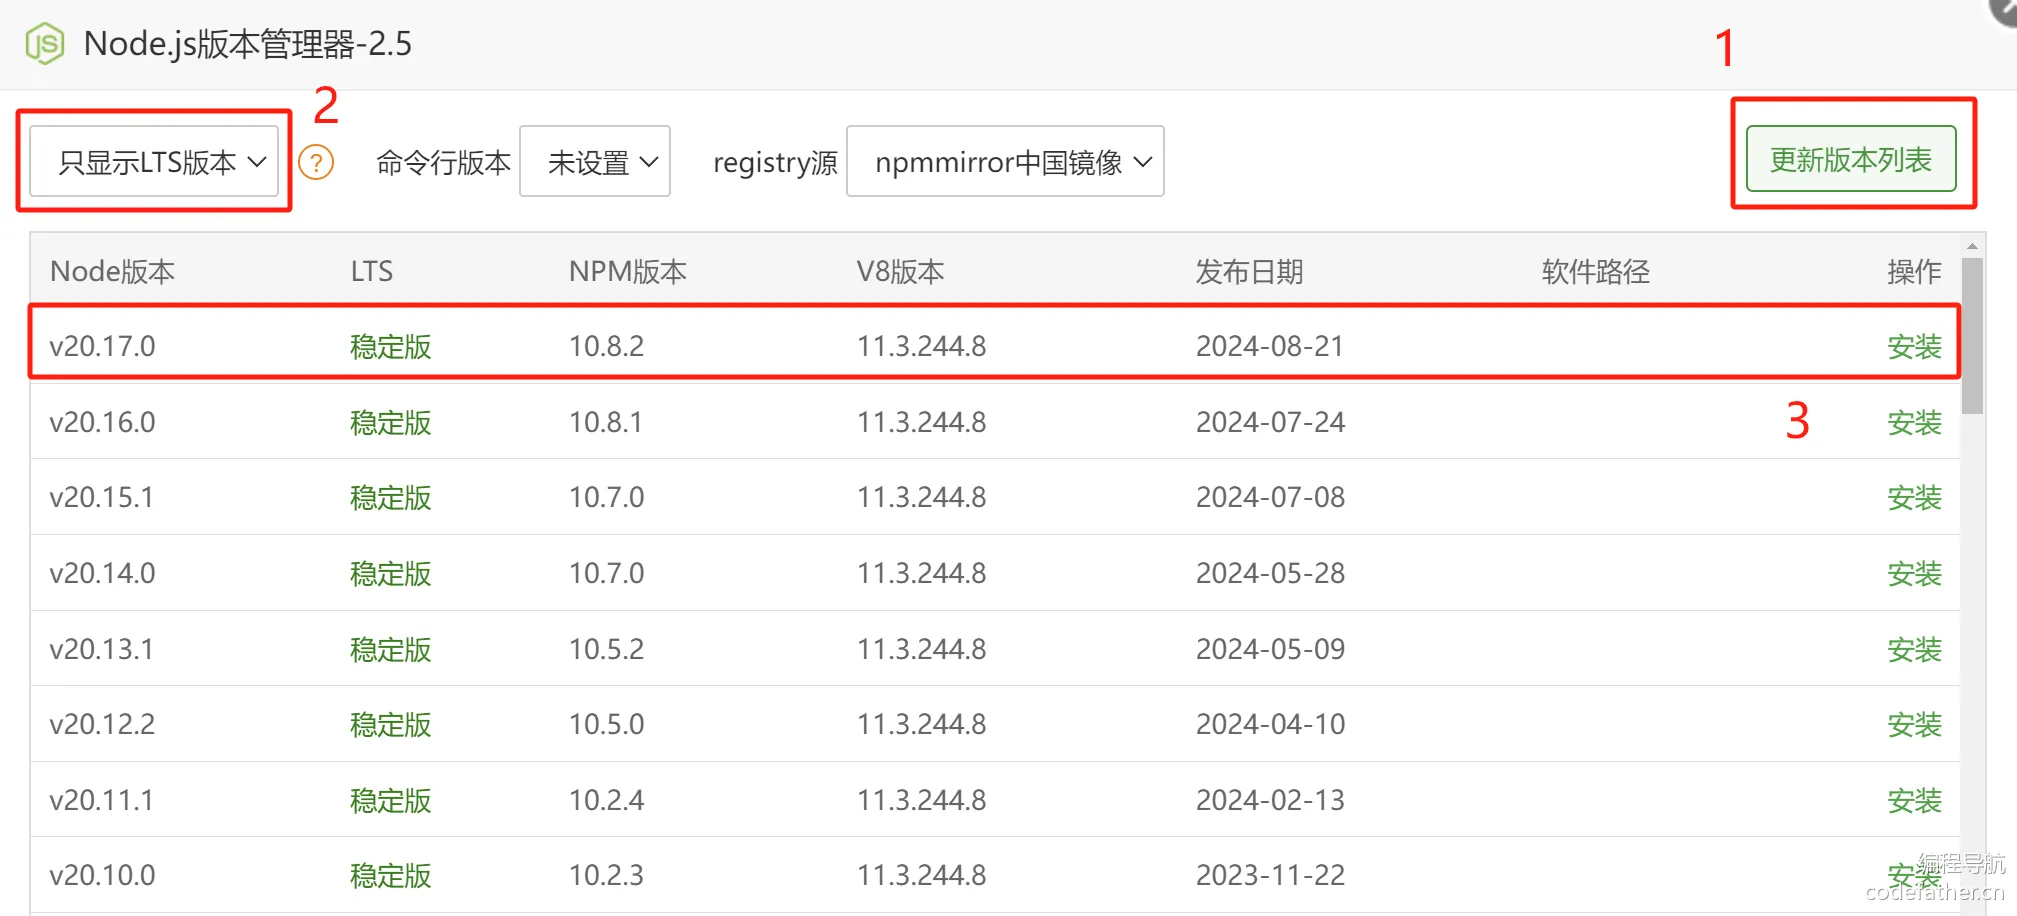 JS Node.js版本管理器-2.5
1
2
只显示LTS版本 ? 命令行版本 未设置 registry源 npmmirror中国镜像 更新版本列表
Node版本 LTS NPM版本 V8版本 发布日期 软件路径 操作
v20.17.0 稳定版 10.8.2 11.3.244.8 2024-08-21 安装
v20.16.0 稳定版 10.8.1 11.3.244.8 2024-07-24 3 安装
v20.15.1 稳定版 10.7.0 11.3.244.8 2024-07-08 安装
v20.14.0 稳定版 10.7.0 11.3.244.8 2024-05-28 安装
v20.13.1 稳定版 10.5.2 11.3.244.8 2024-05-09 安装
v20.12.2 稳定版 10.5.0 11.3.244.8 2024-04-10 安装
v20.11.1 稳定版 10.2.4 11.3.244.8 2024-02-13 安装
v20.10.0 稳定版 10.2.3 11.3.244.8 2023-11-22 安装
编程导航
codefather.cn